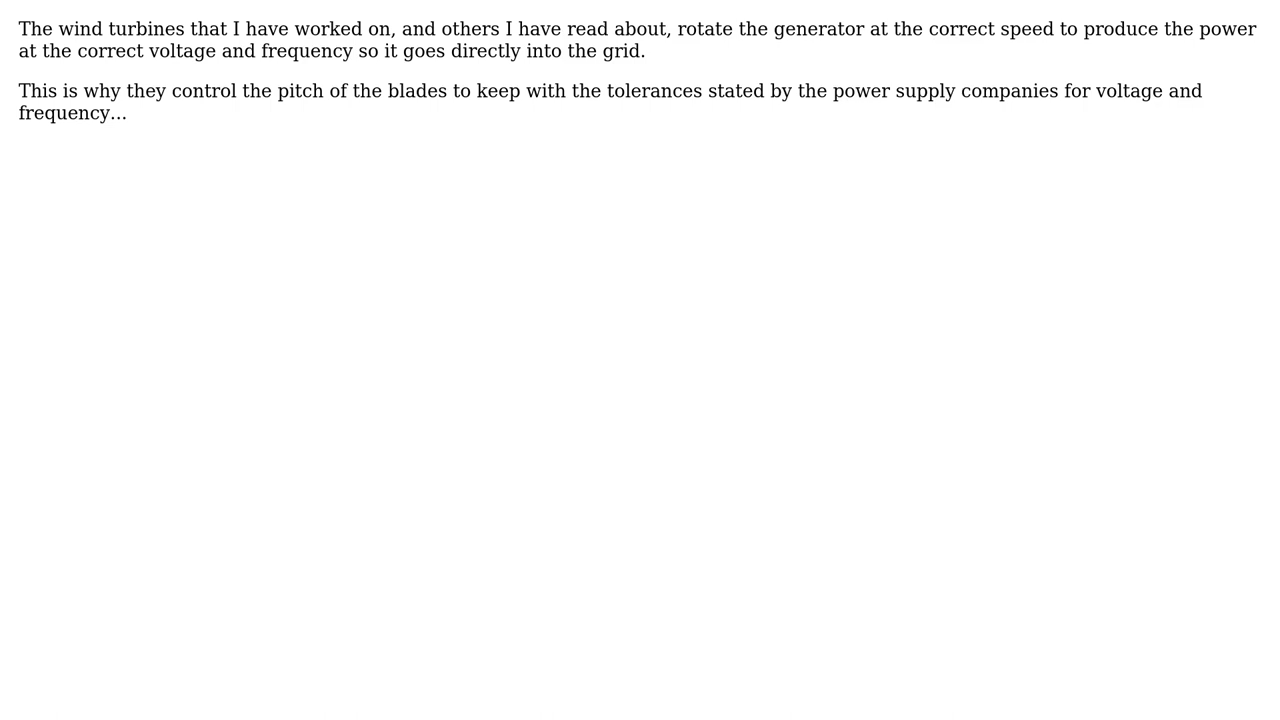 The wind turbines that I have worked on, and others I have read about, rotate the generator at the correct speed to produce the power
at the correct voltage and frequency so it goes directly into the grid.
This is why they control the pitch of the blades to keep with the tolerances stated by the power supply companies for voltage and
frequency...